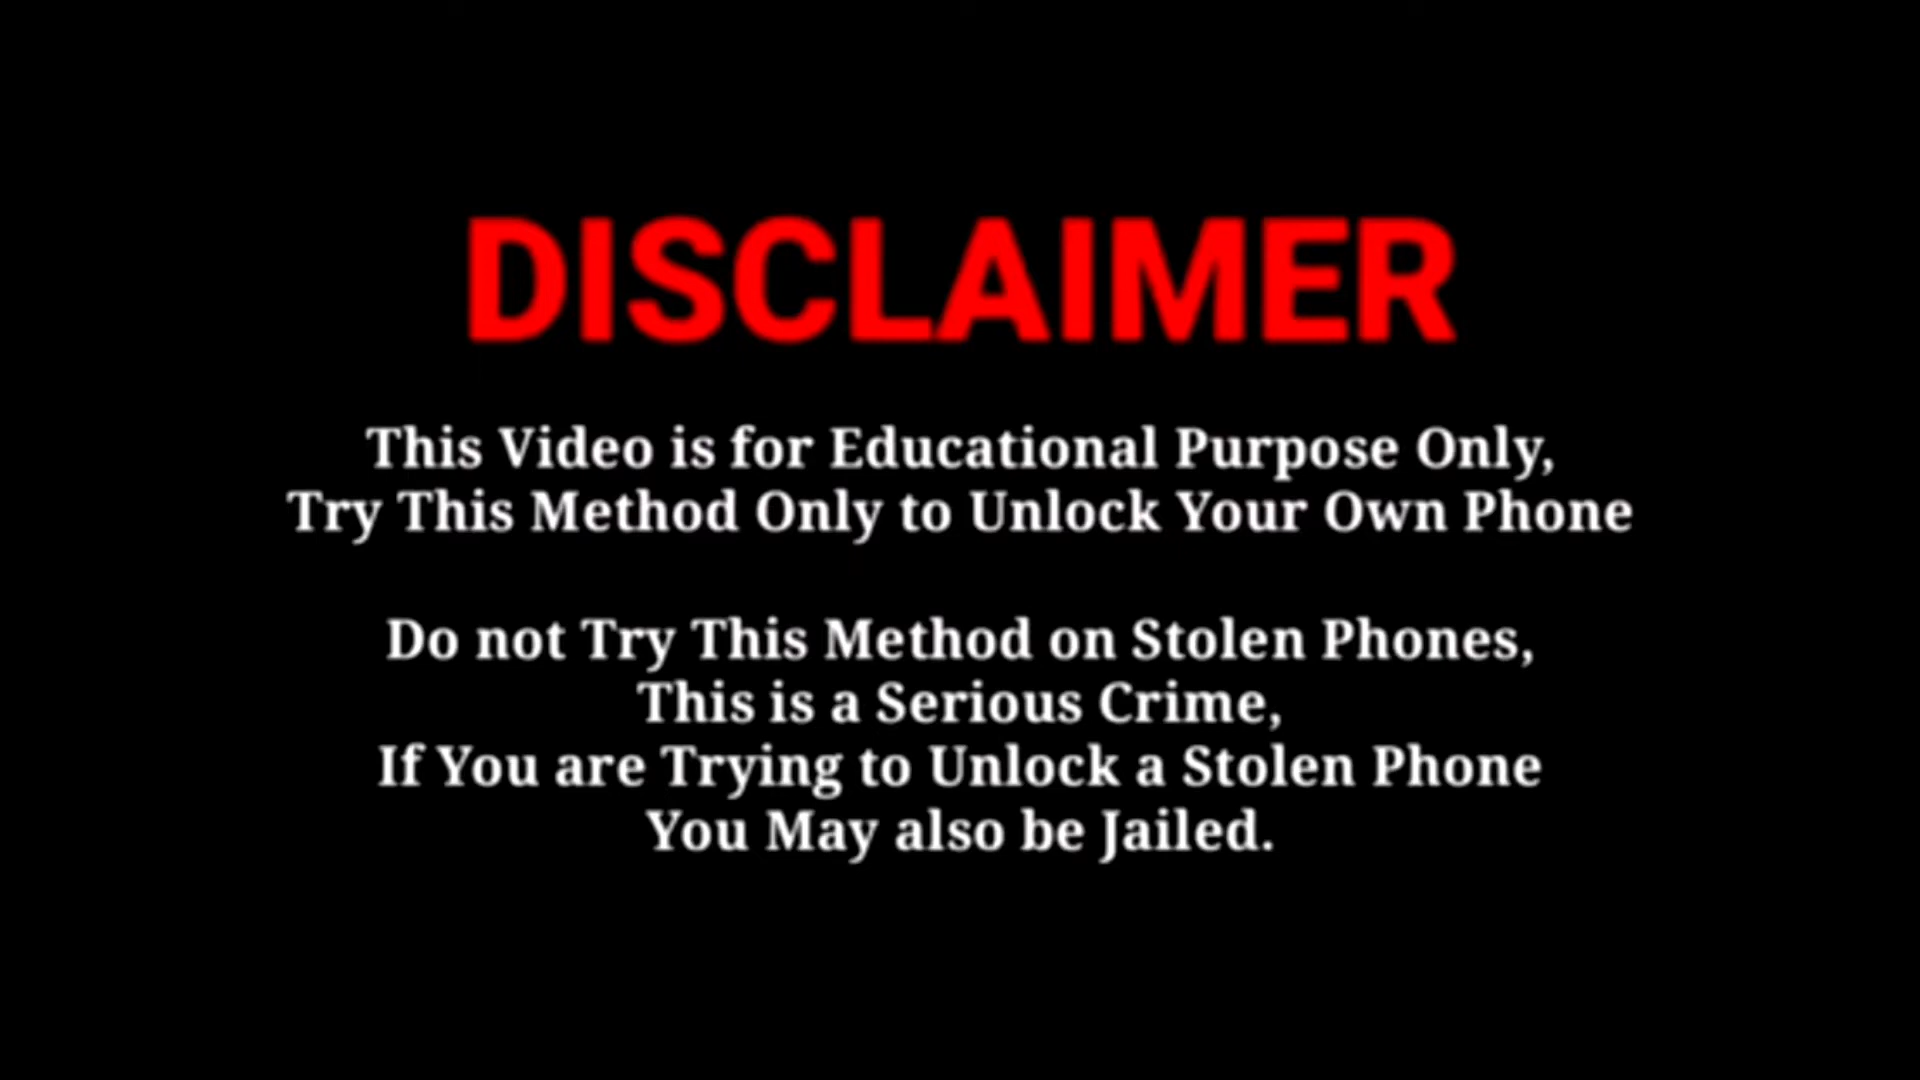 DISCLAIMER
This Video is for Educational Purpose Only,
Try This Method Only to Unlock Your Own Phone
Do not Try This Method on Stolen Phones,
This is a Serious Crime,
If You are Trying to Unlock a Stolen Phone
You May also be Jailed.